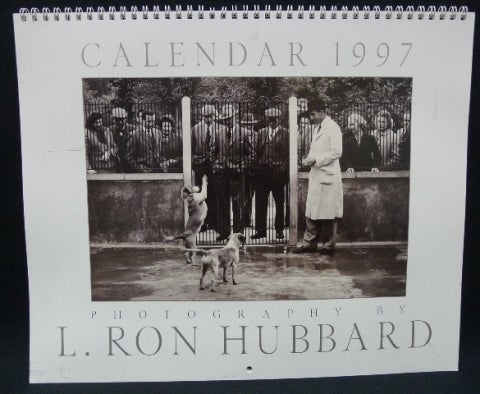 CALENDAR 1997
PHOTOGRAPHY BY
L. RON HUBBARD